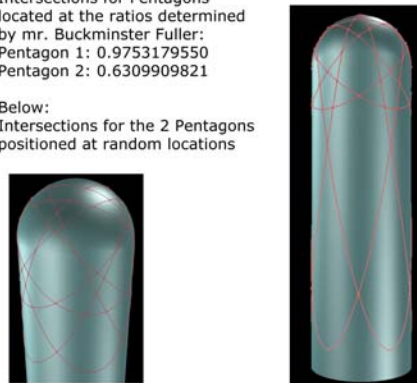 Intersections for Pentagons
located at the ratios determined
by mr. Buckminster Fuller:
Pentagon 1: 0.9753179550
Pentagon 2: 0.6309909821
Below:
Intersections for the 2 Pentagons
positioned at random locations